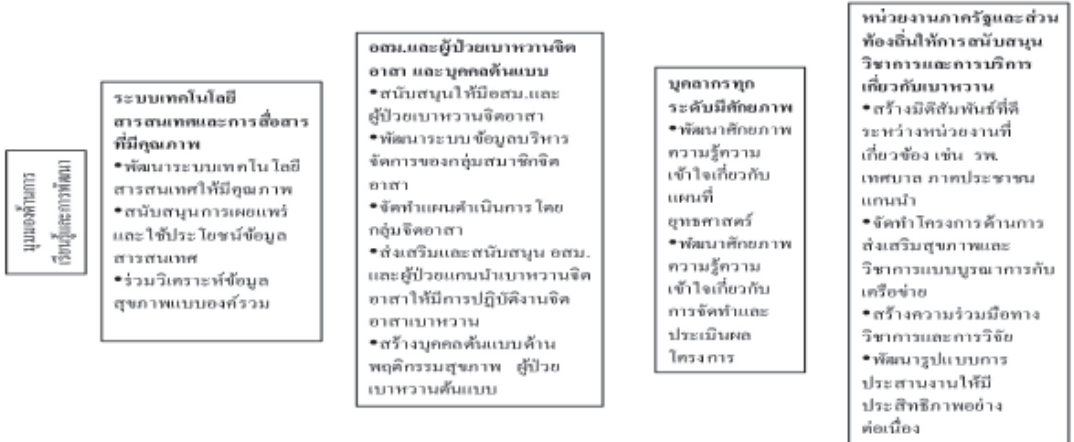 มุมมองด้านการ
เรียนรู้และการพัฒนา
ระบบเทคโนโลยี
สารสนเทศและการสื่อสาร
ที่มีคุณภาพ
•พัฒนาระบบเทคโนโลยี
สารสนเทศให้มีคุณภาพ
•สนับสนุนการเผยแพร่
และใช้ประโยชน์ข้อมูล
สารสนเทศ
•ร่วมวิเคราะห์ข้อมูล
สุขภาพแบบองค์รวม
อสม.และผู้ป่วยเบาหวานจิต
อาสา และบุคคลต้นแบบ
•สนับสนุนให้มีอสม.และ
ผู้ป่วยเบาหวานจิตอาสา
•พัฒนาระบบข้อมูลบริหาร
จัดการของกลุ่มสมาชิกจิต
อาสา
•จัดทำแผนดำเนินการโดย
กลุ่มจิตอาสา
•ส่งเสริมและสนับสนุน อสม.
และผู้ป่วยแกนนำเบาหวานจิต
อาสาให้มีการปฏิบัติงานจิต
อาสาเบาหวาน
•สร้างบุคคลต้นแบบด้าน
พฤติกรรมสุขภาพ ผู้ป่วย
เบาหวานต้นแบบ
บุคลากรทุก
ระดับมีศักยภาพ
•พัฒนาศักยภาพ
ความรู้ความ
เข้าใจเกี่ยวกับ
แผนที่
ยุทธศาสตร์
•พัฒนาศักยภาพ
ความรู้ความ
เข้าใจเกี่ยวกับ
การจัดทำและ
ประเมินผล
โครงการ
หน่วยงานภาครัฐและส่วน
ท้องถิ่นให้การสนับสนุน
วิชาการและการบริการ
เกี่ยวกับเบาหวาน
•สร้างมิติสัมพันธ์ที่ดี
ระหว่างหน่วยงานที่
เกี่ยวข้อง เช่น รพ.
เทศบาล ภาคประชาชน
แกนนำ
•จัดทำโครงการด้านการ
ส่งเสริมสุขภาพและ
วิชาการแบบบูรณาการกับ
เครือข่าย
•สร้างความร่วมมือทาง
วิชาการและการวิจัย
•พัฒนารูปแบบการ
ประสานงานให้มี
ประสิทธิภาพอย่าง
ต่อเนื่อง